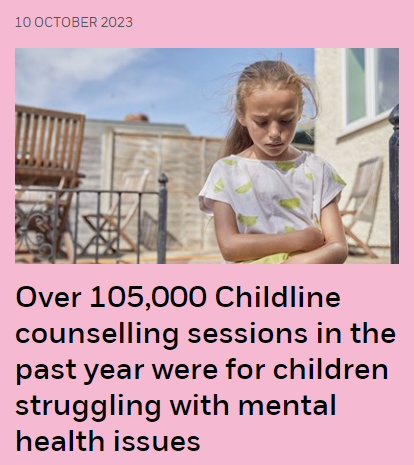 10 OCTOBER 2023
Over 105,000 Childline
counselling sessions in the
past year were for children
struggling with mental
health issues